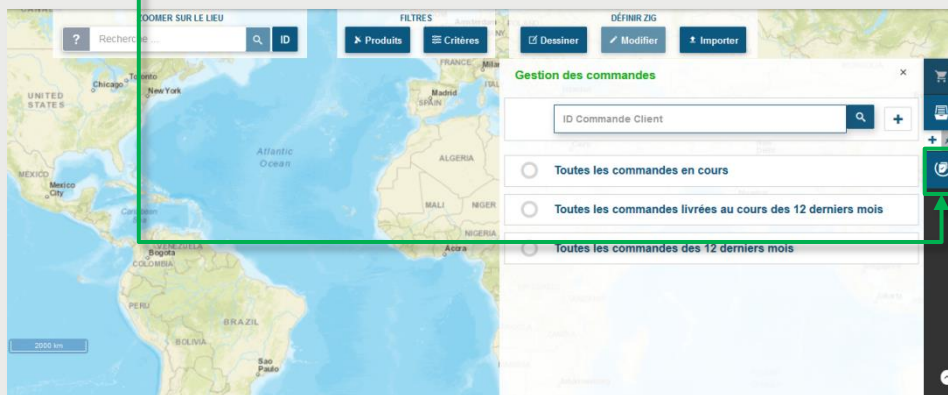 ZOOMER SUR LE LIEU
FILTRES
DÉFINIR ZIG
?
Recherche ...
ID
Produits
Critères
Dessiner
Modifier
Importer
FRANCE
Milan
Gestion des commandes
×
ID Commande Client
+
Toutes les commandes en cours
Toutes les commandes livrées au cours des 12 derniers mois
Toutes les commandes des 12 derniers mois
Toronto
Chicago
New York
UNITED
STATES
Madrid
SPAIN
Atlantic
Ocean
ALGERIA
MEXICO
Mexico
City
Caribbean
Sea
MALI
NIGER
NIGERIA
Accra
VENEZUELA
Bogota
COLOMBIA
PERU
BRAZIL
BOLIVIA
2000 km
Sao
Paulo